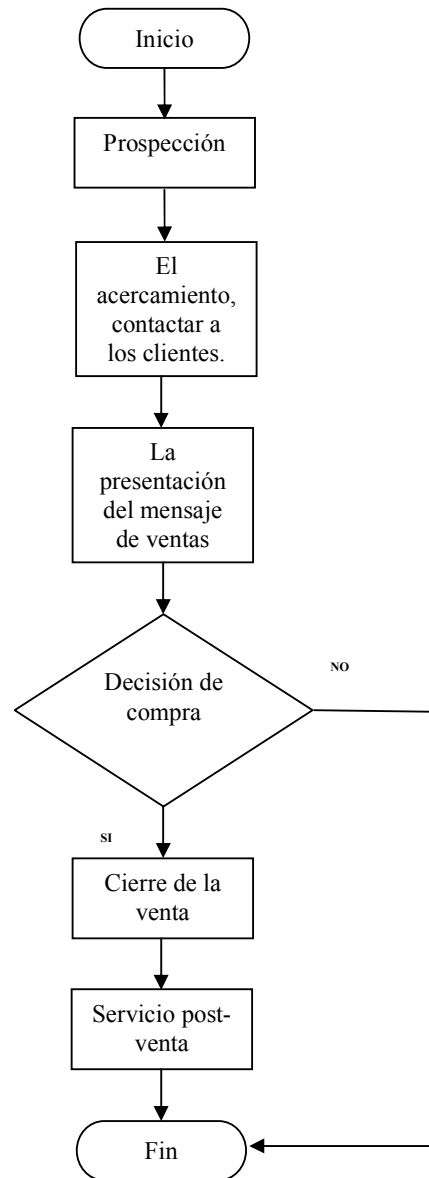 Inicio
Prospección
El
acercamiento,
contactar a
los clientes.
La
presentación
del mensaje
de ventas
Decisión de
compra
NO
SI
Cierre de la
venta
Servicio post-
venta
Fin